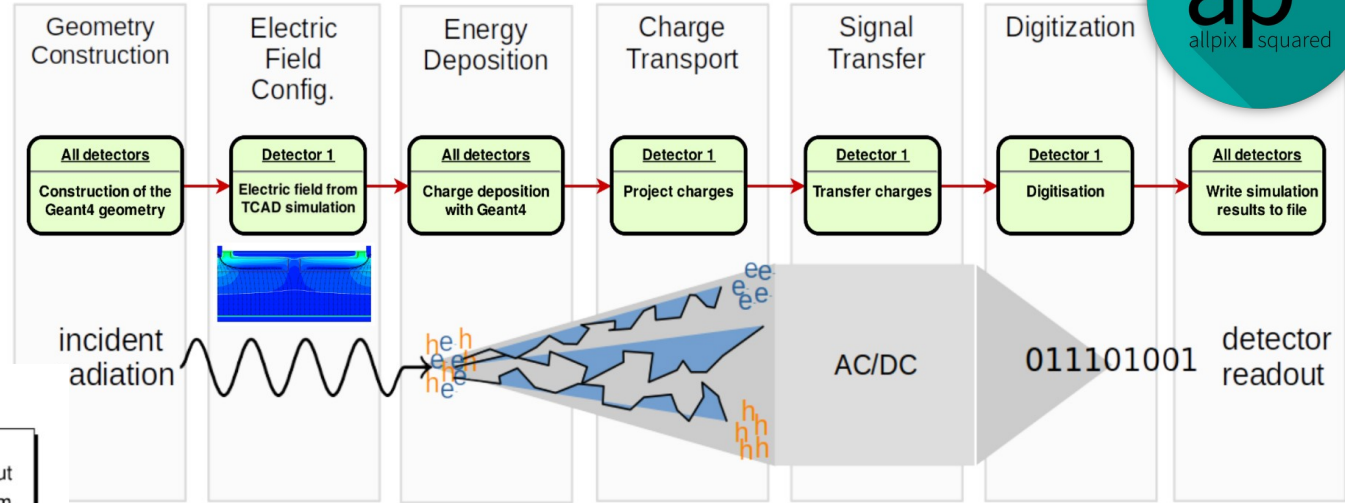 Geometry
Construction
Electric
Field
Config.
Energy
Deposition
Charge
Transport
Signal
Transfer
Digitization
ap
allpix squared
All detectors
Construction of the
Geant4 geometry
Detector 1
Electric field from
TCAD simulation
All detectors
Charge deposition
with Geant4
Detector 1
Project charges
Detector 1
Transfer charges
Detector 1
Digitisation
All detectors
Write simulation
results to file
incident
adiation
h e h
e e h
h h e
h e
e e
e e e
h
h h
h h
AC/DC
011101001
detector
readout
ut